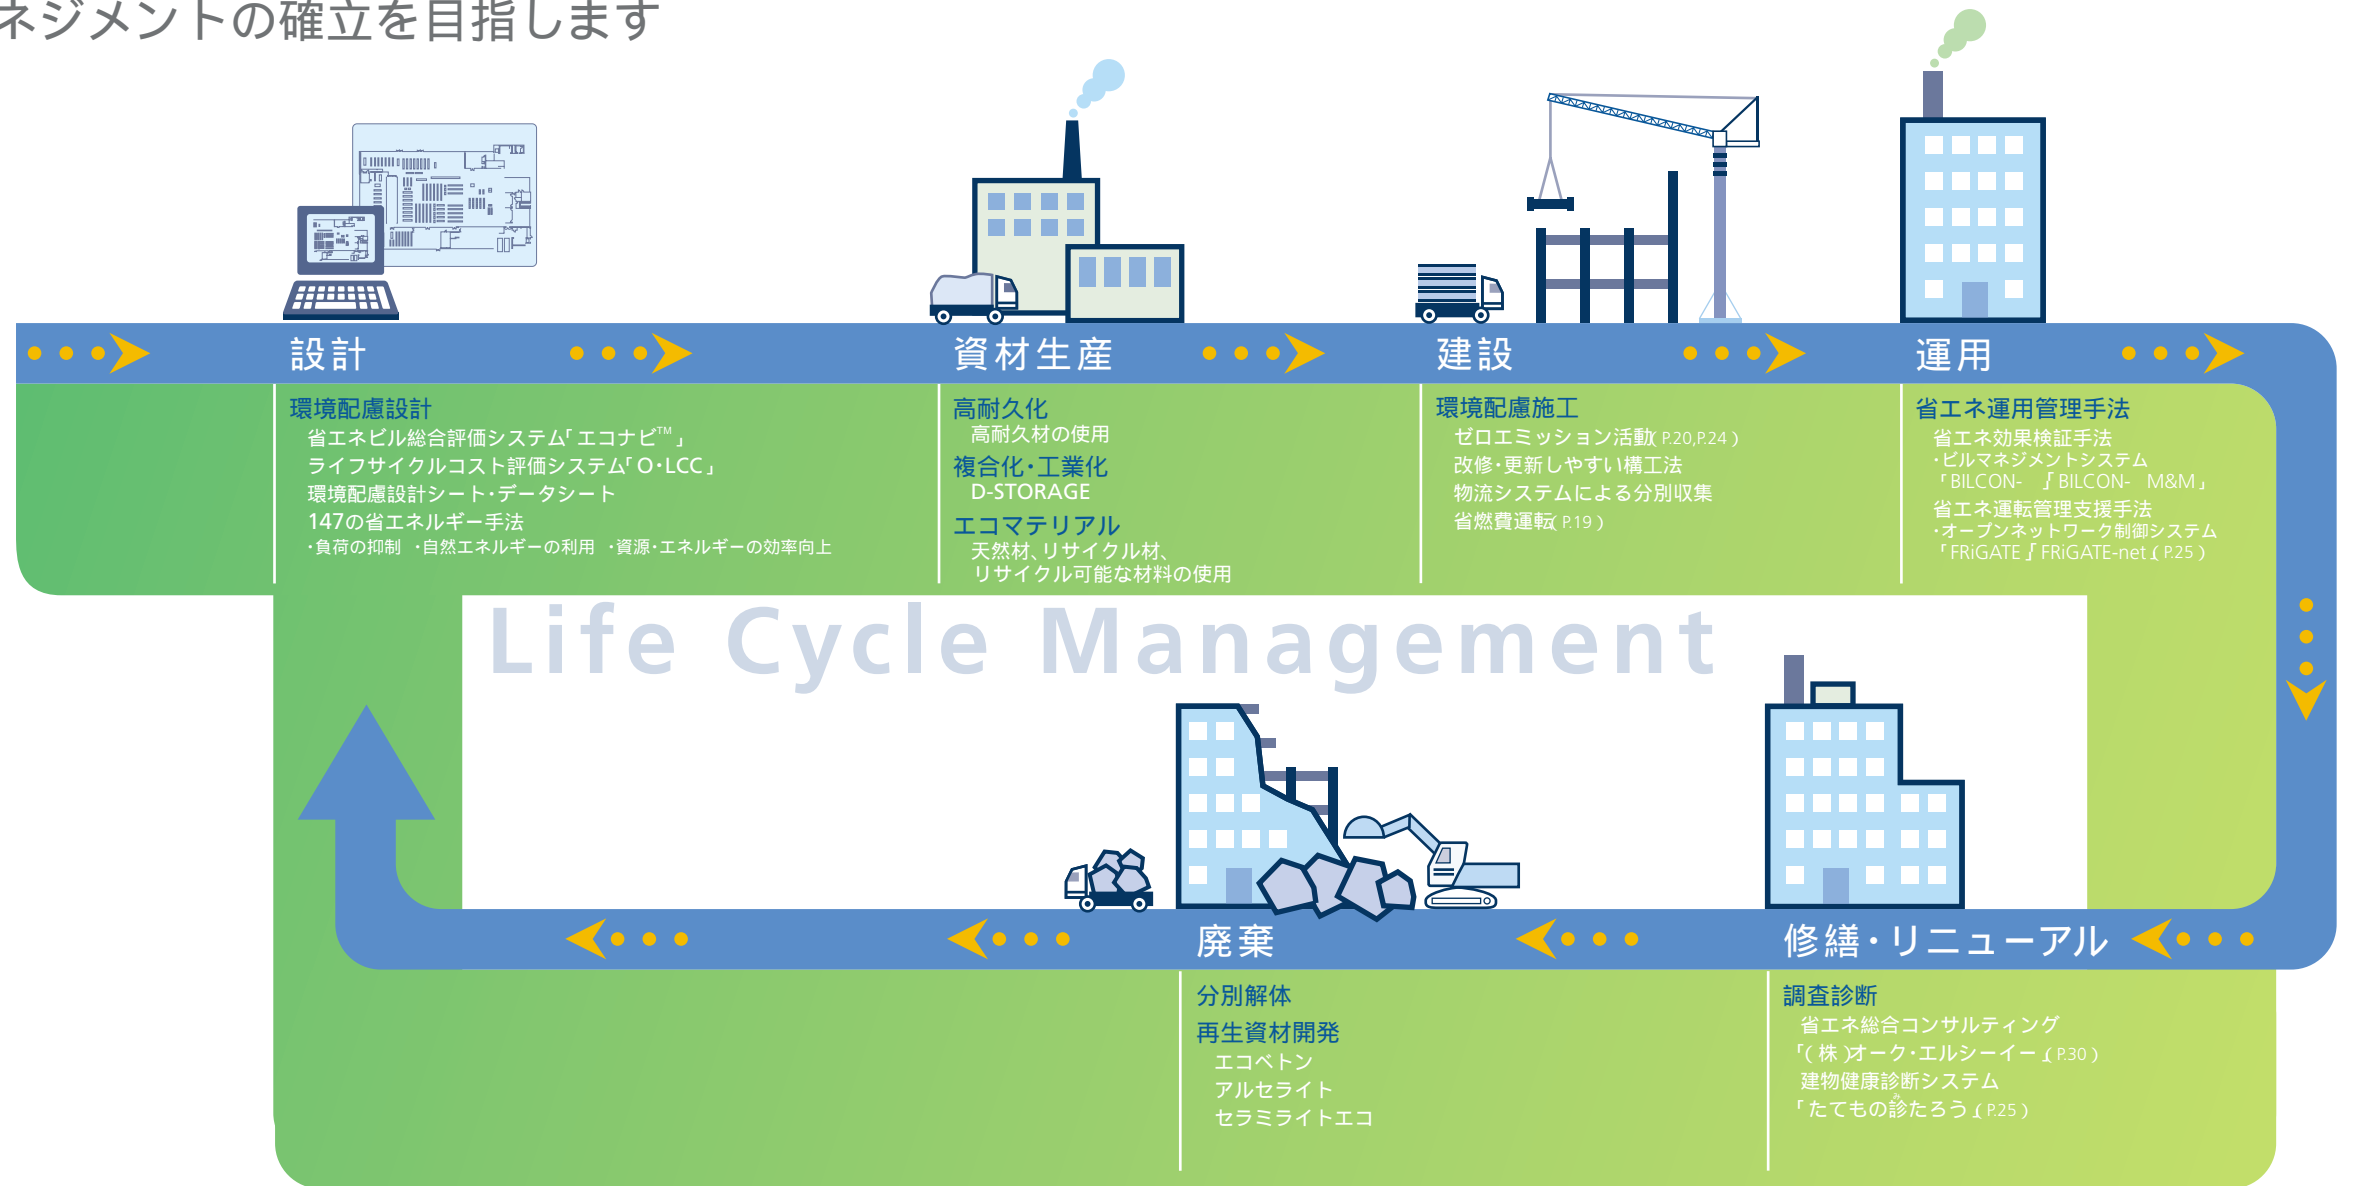 ネジメントの確立を目指します
設計
環境配慮設計
省エネビル総合評価システム「エコナビ™」
ライフサイクルコスト評価システム「O・LCC」
環境配慮設計シート・データシート
147の省エネルギー手法
・負荷の抑制 ・自然エネルギーの利用 ・資源・エネルギーの効率向上
資材生産
高耐久化
高耐久材の使用
複合化・工業化
D-STORAGE
エコマテリアル
天然材、リサイクル材、
リサイクル可能な材料の使用
建設
環境配慮施工
ゼロエミッション活動(P.20,P.24)
改修・更新しやすい構工法
物流システムによる分別収集
省燃費運転(P.19)
運用
省エネ運用管理手法
省エネ効果検証手法
・ビルマネジメントシステム
「BILCON- 」「BILCON- M&M」
省エネ運転管理支援手法
・オープンネットワーク制御システム
「FRiGATE」「FRiGATE-net」(P.25)
Life Cycle Management
廃棄
分別解体
再生資材開発
エコベトン
アルセライト
セラミライトエコ
修繕・リニューアル
調査診断
省エネ総合コンサルティング
「(株)オーク・エルシーイー」(P.30)
建物健康診断システム
み
「たてもの診たろう」(P.25)